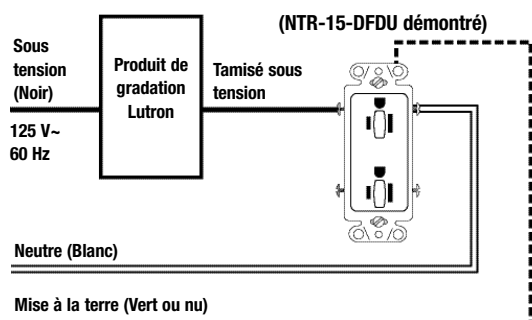 (NTR-15-DFDU démontré)
Sous
tension
(Noir)
125 V~
60 Hz
Produit de
gradation
Lutron
Tamisé sous
tension
Neutre (Blanc)
Mise à la terre (Vert ou nu)